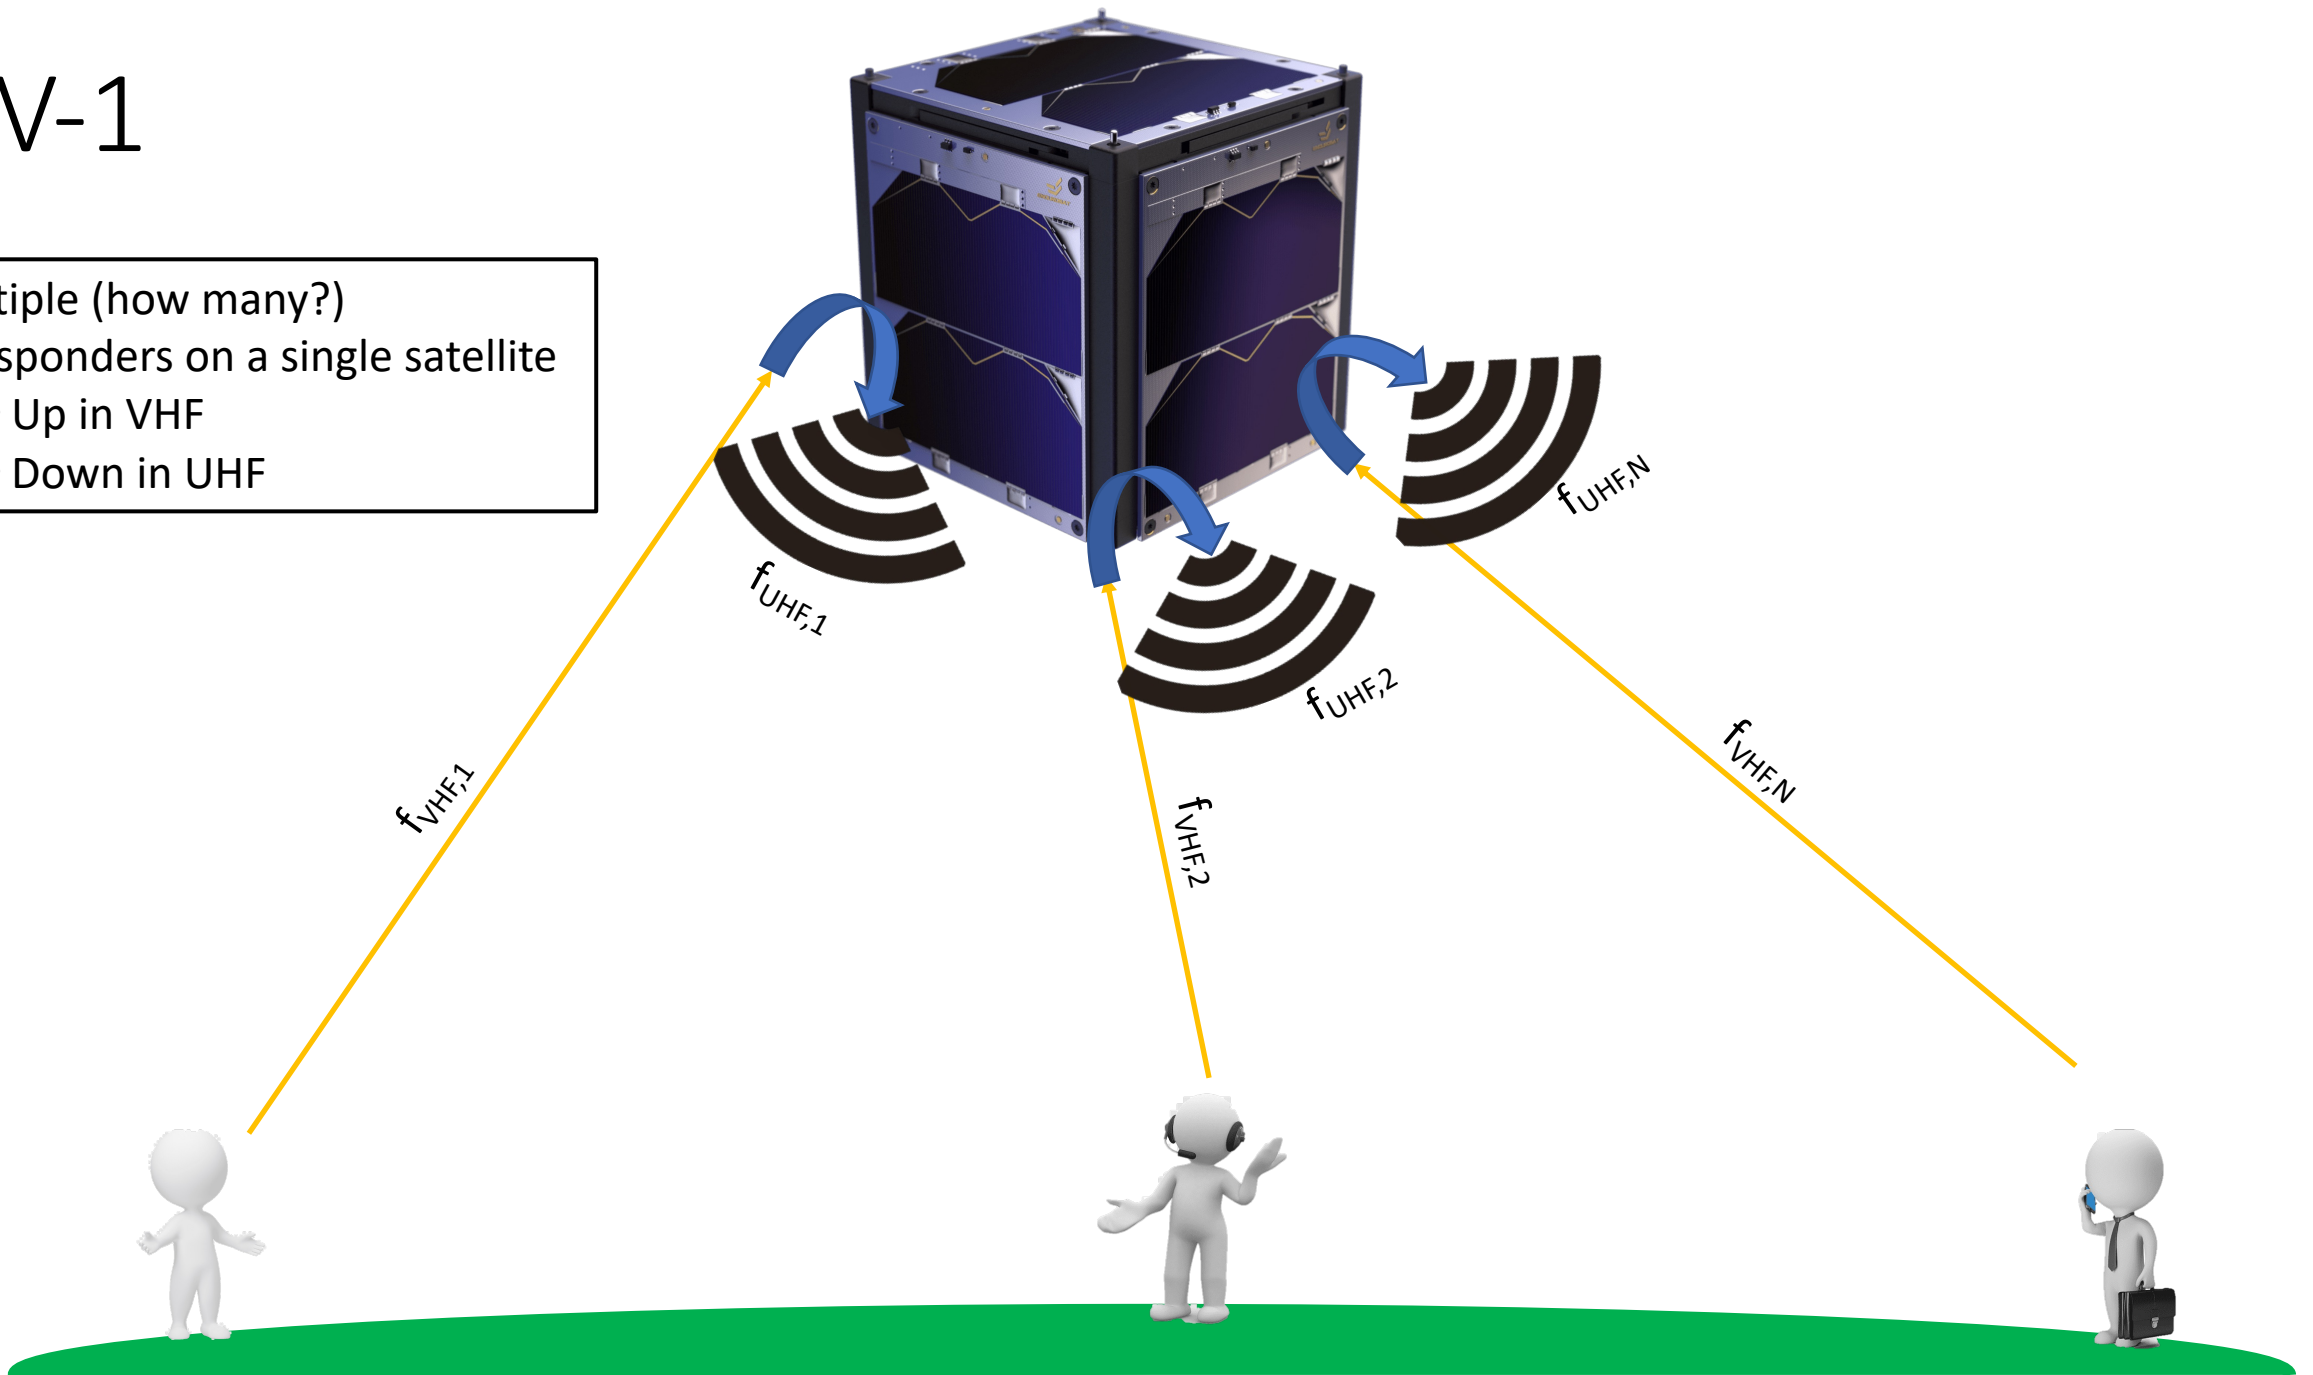 V-1
tiple (how many?)
sponders on a single satellite
Up in VHF
Down in UHF
fUHF,1
fUHF,2
fUHF,N
fVHF,1
fVHF,2
fVHF,N